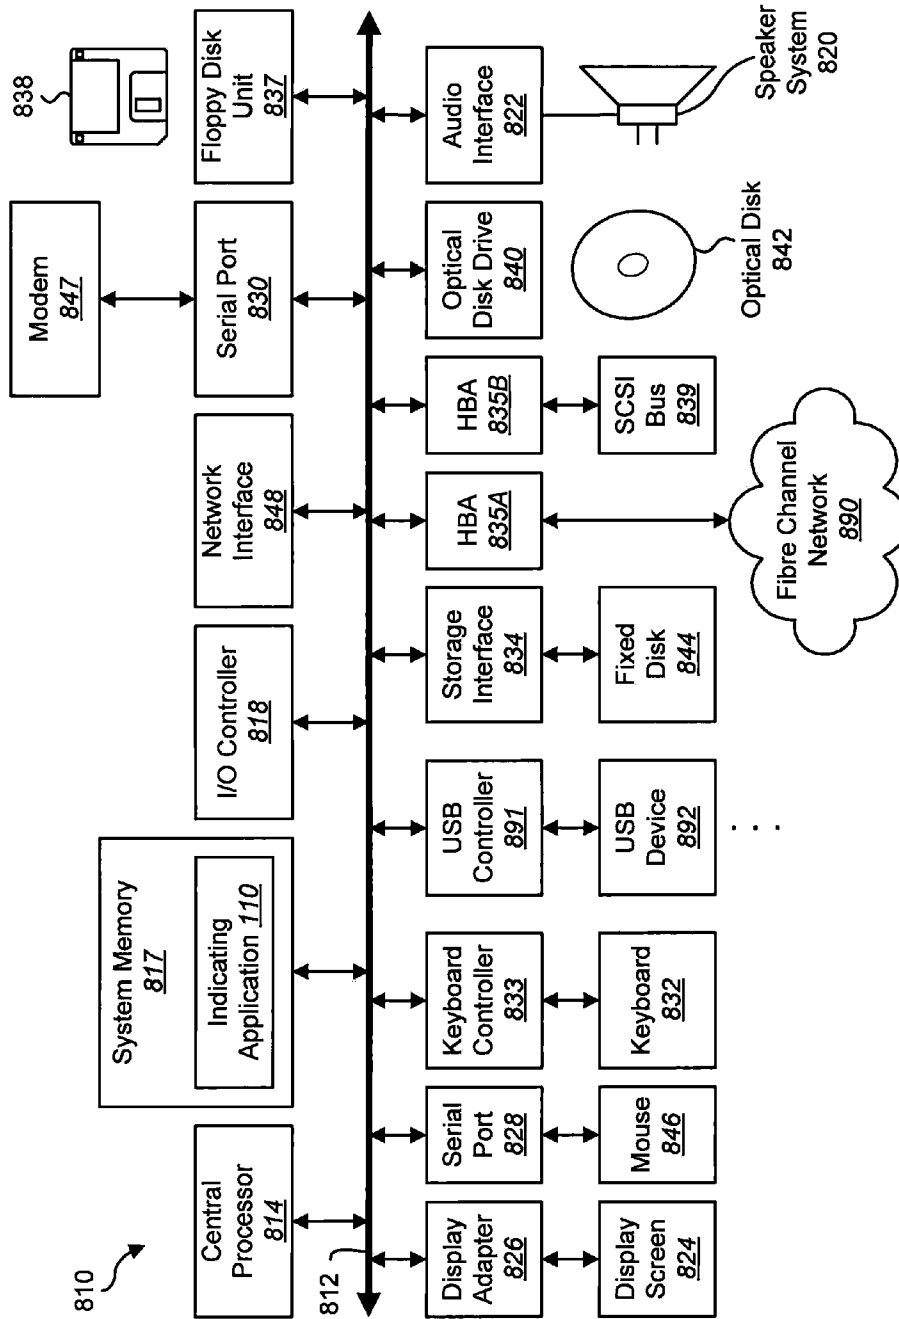 810
838
Modem
847
Central
Processor
814
System Memory
817
Indicating
Application 110
I/O Controller
818
Network
Interface
848
Serial Port
830
Floppy Disk
Unit
837
812
Display
Adapter
826
Serial
Port
828
Keyboard
Controller
833
USB
Controller
891
Storage
Interface
834
HBA
835A
HBA
835B
Optical
Disk Drive
840
Audio
Interface
822
Display
Screen
824
Mouse
846
Keyboard
832
USB
Device
892
. . .
Fixed
Disk
844
Fibre Channel
Network
890
SCSI
Bus
839
Optical Disk
842
Speaker
System
820